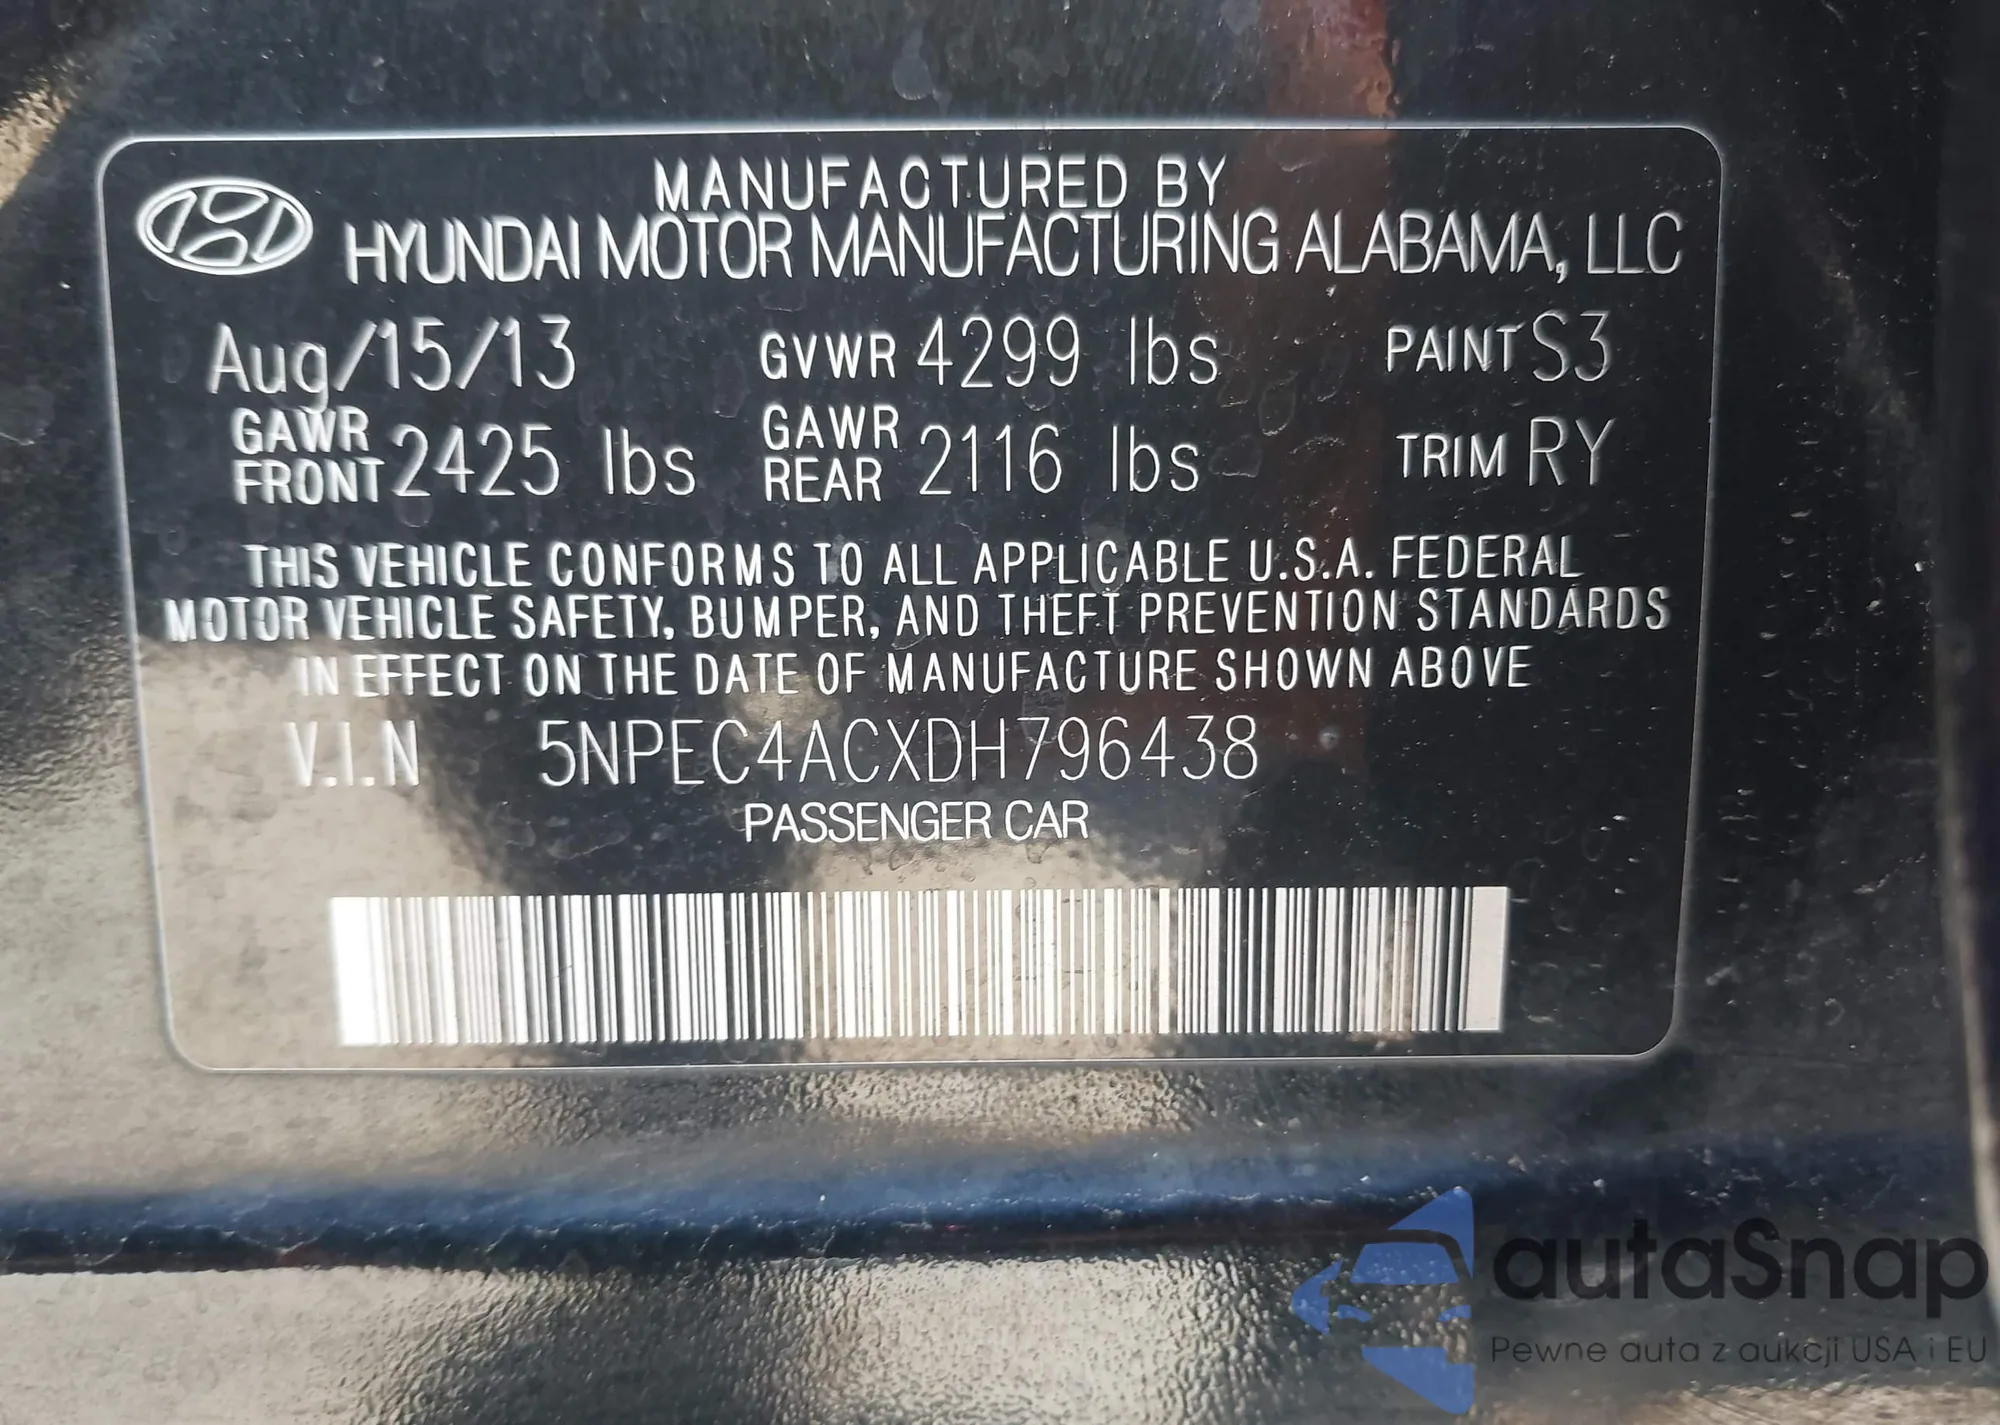 MANUFACTURED BY
HYUNDAI MOTOR MANUFACTURING ALABAMA, LLC
Aug/15/13 GVWR 4299 lbs PAINT S3
GAWR FRONT 2425 lbs GAWR REAR 2116 lbs TRIM RY
THIS VEHICLE CONFORMS TO ALL APPLICABLE U.S.A. FEDERAL
MOTOR VEHICLE SAFETY, BUMPER, AND THEFT PREVENTION STANDARDS
IN EFFECT ON THE DATE OF MANUFACTURE SHOWN ABOVE
V.I.N 5NPEC4ACXDH796438
PASSENGER CAR
autaSnap
Pewne auta z aukcji USA i EU